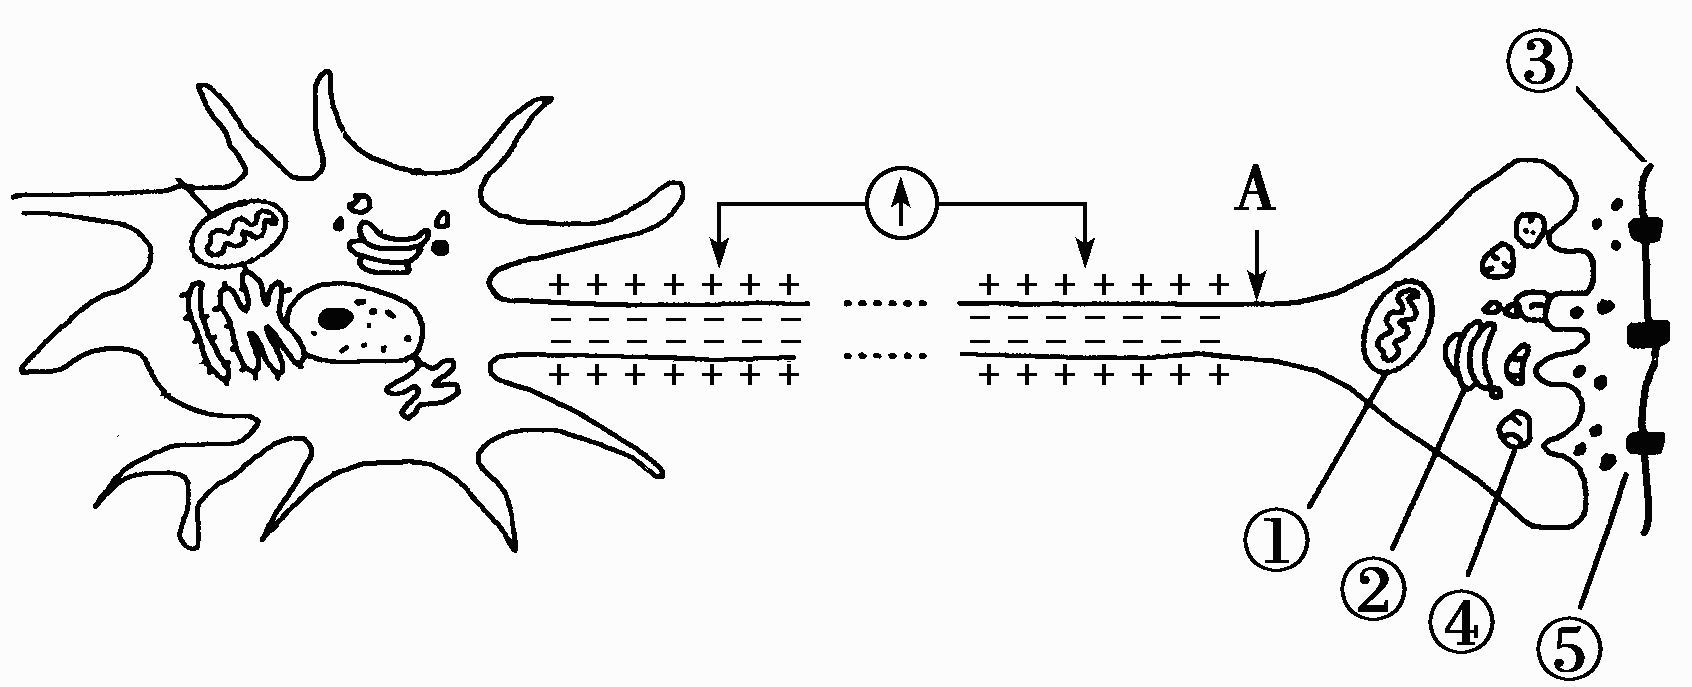 ③
A
+ + + + + + + + + + + + + +
− − − − − − − − − − − − − −
− − − − − − − − − − − − − −
+ + + + + + + + + + + + + +
①
②
④
⑤